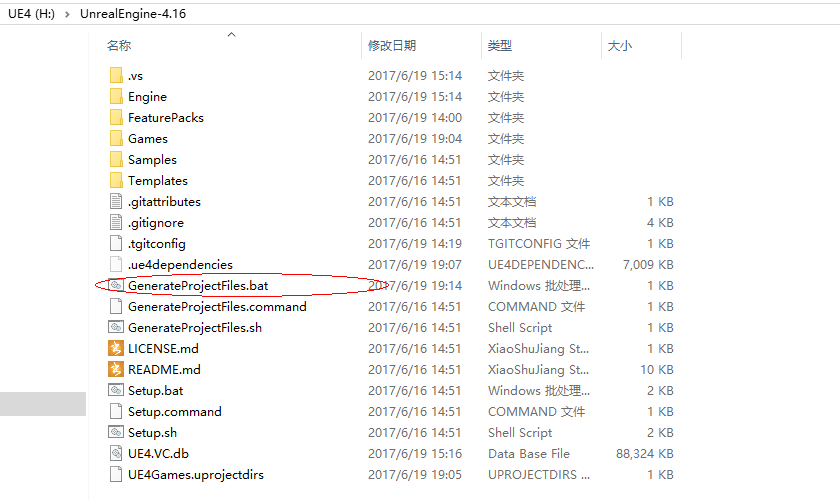 UE4 (H:) > UnrealEngine-4.16
名称 修改日期 类型 大小
.vs 2017/6/19 15:14 文件夹
Engine 2017/6/19 15:14 文件夹
FeaturePacks 2017/6/19 14:00 文件夹
Games 2017/6/19 19:04 文件夹
Samples 2017/6/16 14:51 文件夹
Templates 2017/6/16 14:51 文件夹
.gitattributes 2017/6/16 14:51 文本文档 1 KB
.gitignore 2017/6/16 14:51 文本文档 4 KB
.tgitconfig 2017/6/19 14:19 TGITCONFIG 文件 1 KB
.ue4dependencies 2017/6/19 19:07 UE4DEPENDENC... 7,009 KB
GenerateProjectFiles.bat 2017/6/19 19:14 Windows 批处理... 1 KB
GenerateProjectFiles.command 2017/6/16 14:51 COMMAND 文件 1 KB
GenerateProjectFiles.sh 2017/6/16 14:51 Shell Script 1 KB
LICENSE.md 2017/6/16 14:51 XiaoShuJiang St... 1 KB
README.md 2017/6/16 14:51 XiaoShuJiang St... 10 KB
Setup.bat 2017/6/16 14:51 Windows 批处理... 2 KB
Setup.command 2017/6/16 14:51 COMMAND 文件 1 KB
Setup.sh 2017/6/16 14:51 Shell Script 2 KB
UE4.VC.db 2017/6/19 15:16 Data Base File 88,324 KB
UE4Games.uprojectdirs 2017/6/19 19:05 UPROJECTDIRS ... 1 KB